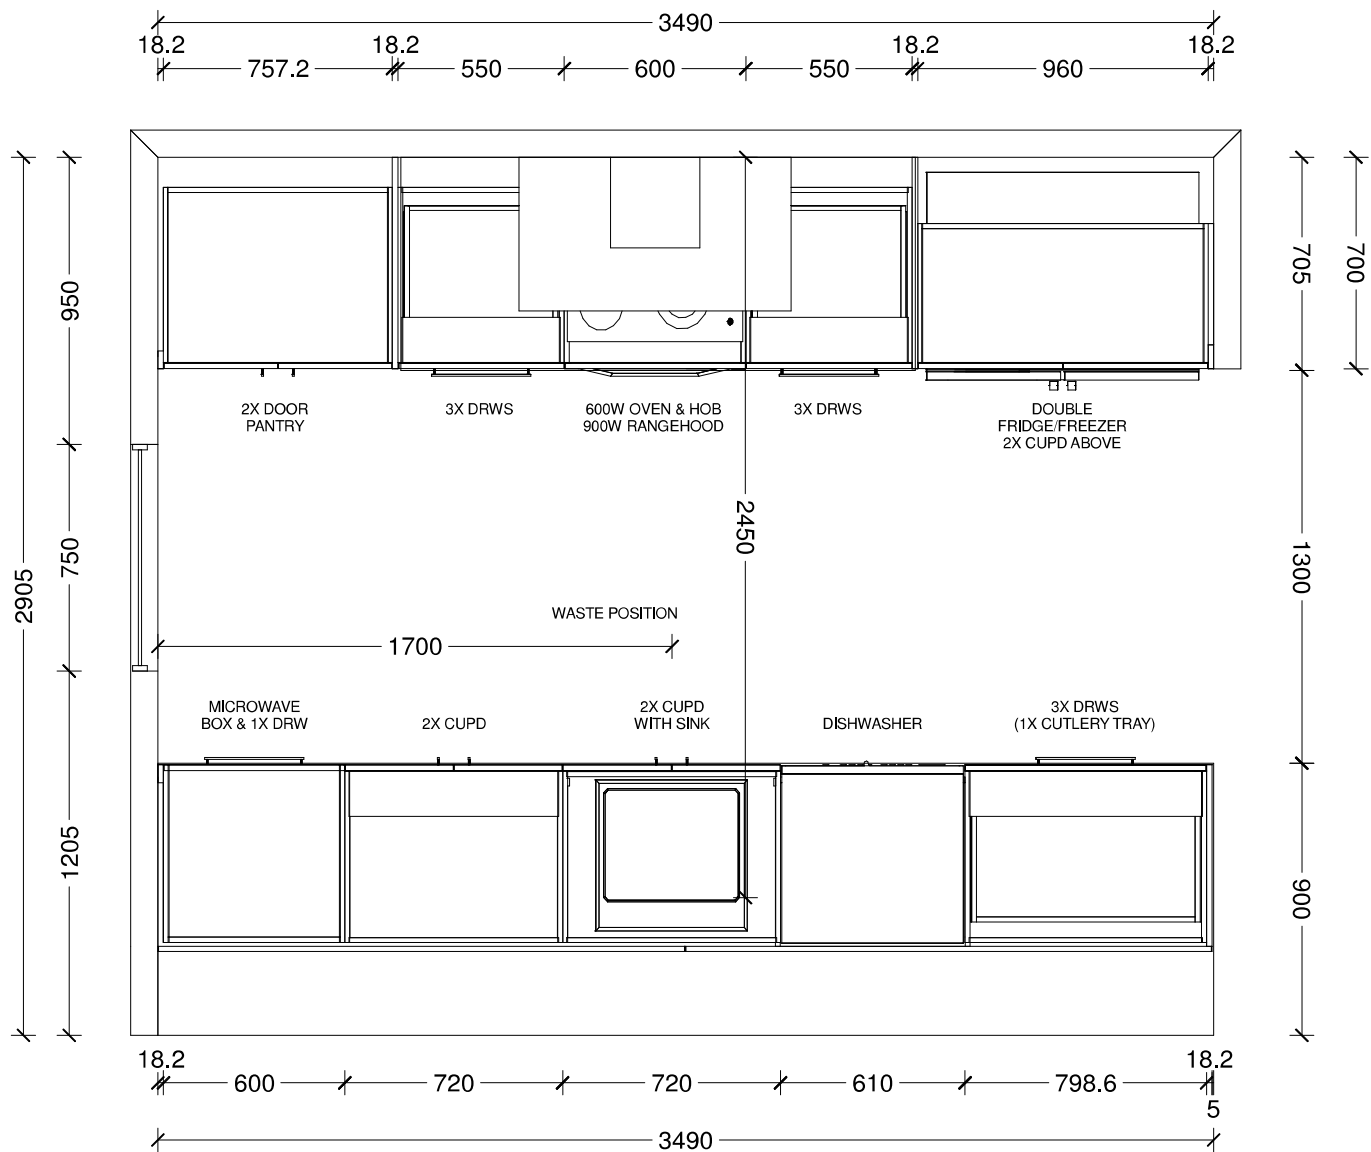 3490
18.2 18.2 18.2 18.2
757.2 550 600 550 960
2905
950
750
1205
705
700
1300
900
2X DOOR
PANTRY
3X DRWS
600W OVEN & HOB
900W RANGEHOOD
3X DRWS
DOUBLE
FRIDGE/FREEZER
2X CUPD ABOVE
2450
WASTE POSITION
1700
MICROWAVE
BOX & 1X DRW
2X CUPD
2X CUPD
WITH SINK
DISHWASHER
3X DRWS
(1X CUTLERY TRAY)
18.2 18.2
600 720 720 610 798.6
5
3490